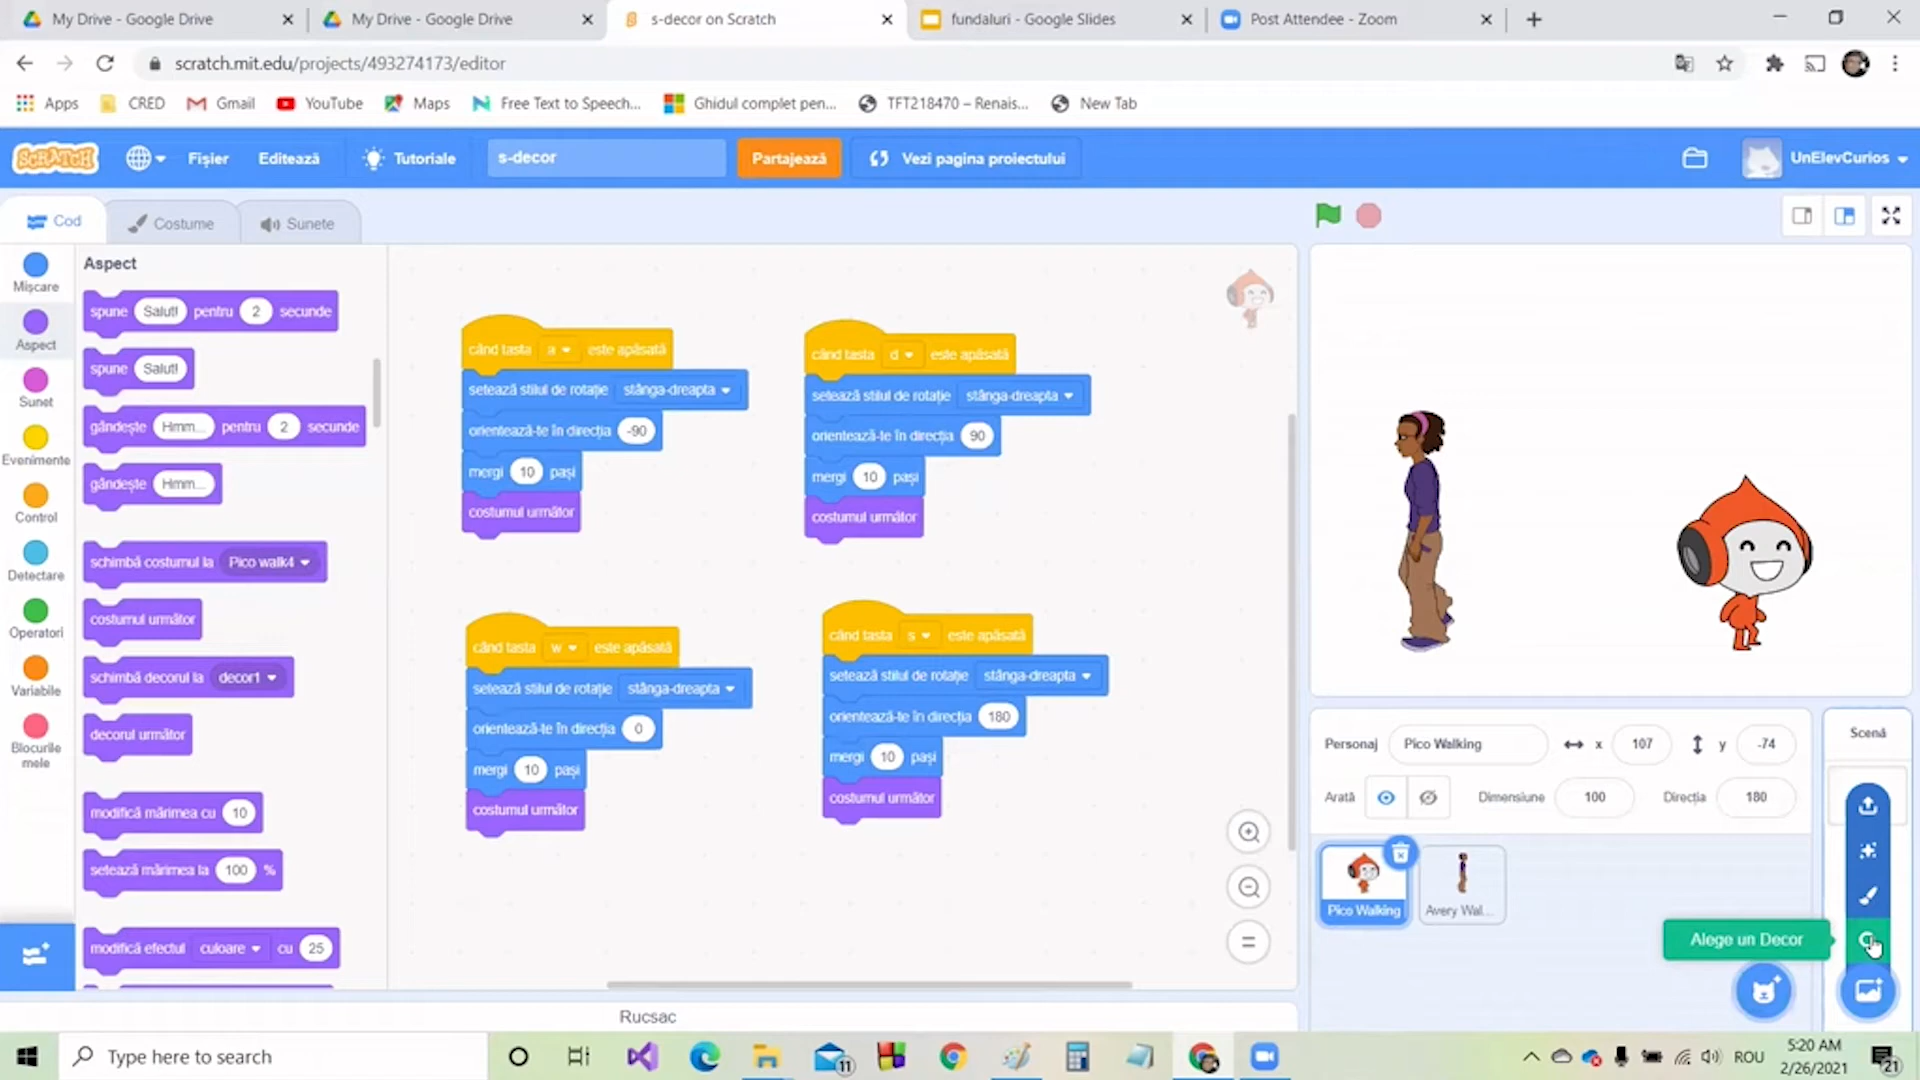 My Drive - Google Drive
My Drive - Google Drive
s-decor on Scratch
fundaluri - Google Slides
Post Attendee - Zoom
scratch.mit.edu/projects/493274173/editor
Apps
CRED
Gmail
YouTube
Maps
Free Text to Speech...
Ghidul complet pen...
TFT218470 – Renais...
New Tab
SCRATCH
Fișier
Editează
Tutoriale
s-decor
Partajează
Vezi pagina proiectului
UnElevCurios
Cod
Costume
Sunete
Mișcare
Aspect
Sunet
Evenimente
Control
Detectare
Operatori
Variabile
Blocurile
mele
Aspect
spune Salut! pentru 2 secunde
spune Salut!
gândește Hmm... pentru 2 secunde
gândește Hmm...
schimbă costumul la Pico walk4
costumul următor
schimbă decorul la decor1
decorul următor
modifică mărimea cu 10
setează mărimea la 100 %
modifică efectul culoare cu 25
când tasta a este apăsată
setează stilul de rotație stânga-dreapta
orientează-te în direcția -90
mergi 10 pași
costumul următor
când tasta d este apăsată
setează stilul de rotație stânga-dreapta
orientează-te în direcția 90
mergi 10 pași
costumul următor
când tasta w este apăsată
setează stilul de rotație stânga-dreapta
orientează-te în direcția 0
mergi 10 pași
costumul următor
când tasta s este apăsată
setează stilul de rotație stânga-dreapta
orientează-te în direcția 180
mergi 10 pași
costumul următor
Personaj Pico Walking x 107 y -74
Arată Dimensiune 100 Direcția 180
Pico Walking
Avery Wal...
Scenă
Alege un Decor
Rucsac
Type here to search
11
ROU
5:20 AM
2/26/2021
21